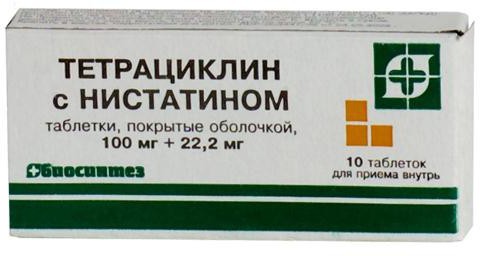 ТЕТРАЦИКЛИН
с НИСТАТИНОМ
таблетки, покрытые оболочкой,
100 мг + 22,2 мг
10 таблеток
для приема внутрь
биосинтез